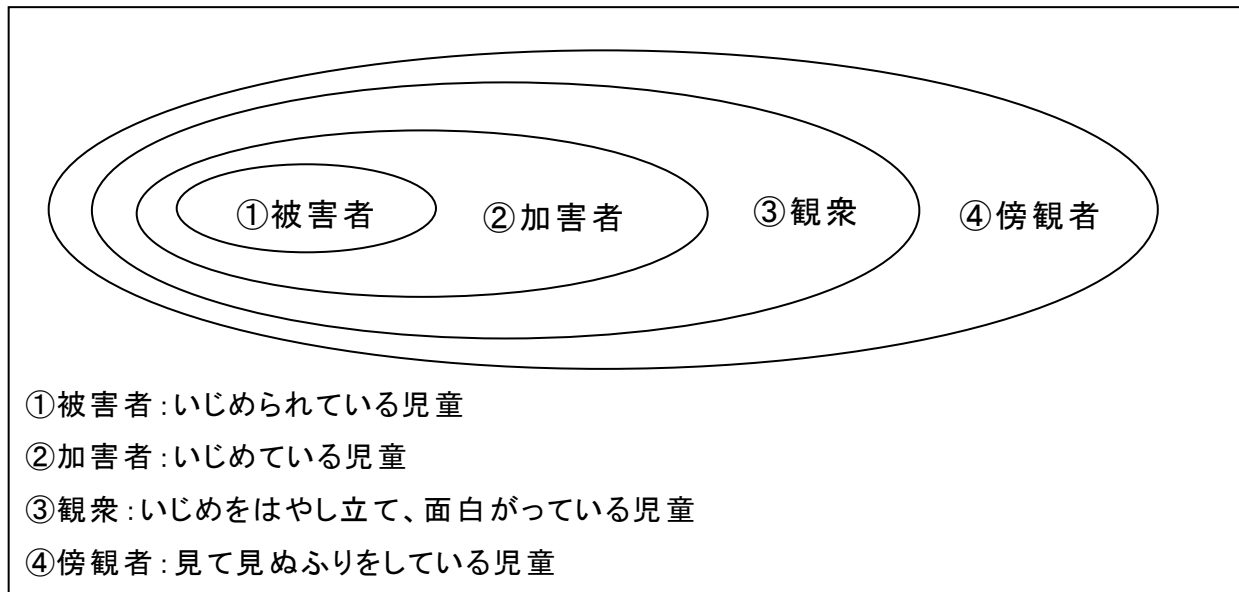 ①被害者 ②加害者 ③観衆 ④傍観者
①被害者:いじめられている児童
②加害者:いじめている児童
③観衆:いじめをはやし立て、面白がっている児童
④傍観者:見て見ぬふりをしている児童